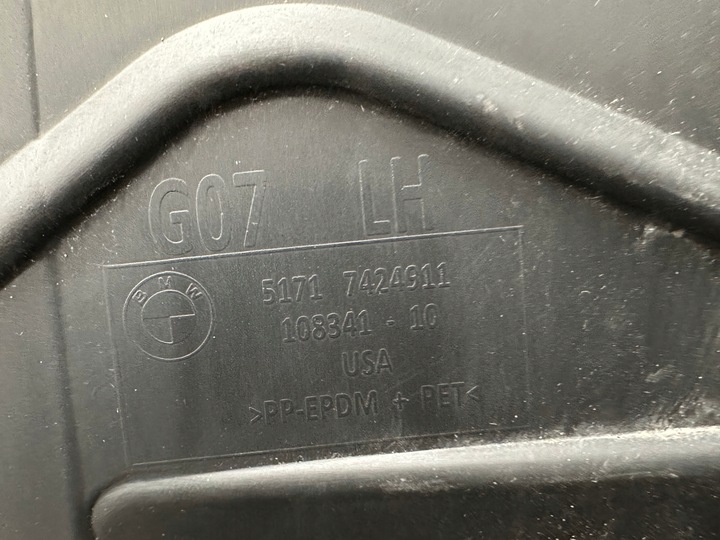 G07 LH
BMW
5171 7424911
108341 - 10
USA
>PP-EPDM + PET<